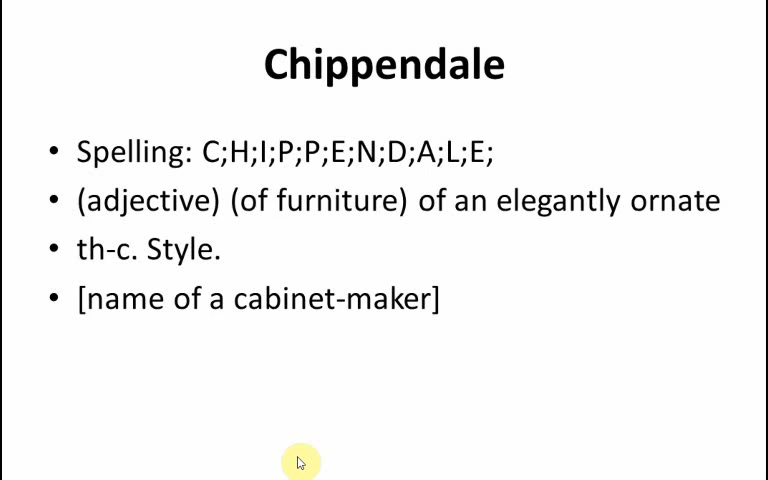 Chippendale
• Spelling: C;H;I;P;P;E;N;D;A;L;E;
• (adjective) (of furniture) of an elegantly ornate
• th-c. Style.
• [name of a cabinet-maker]